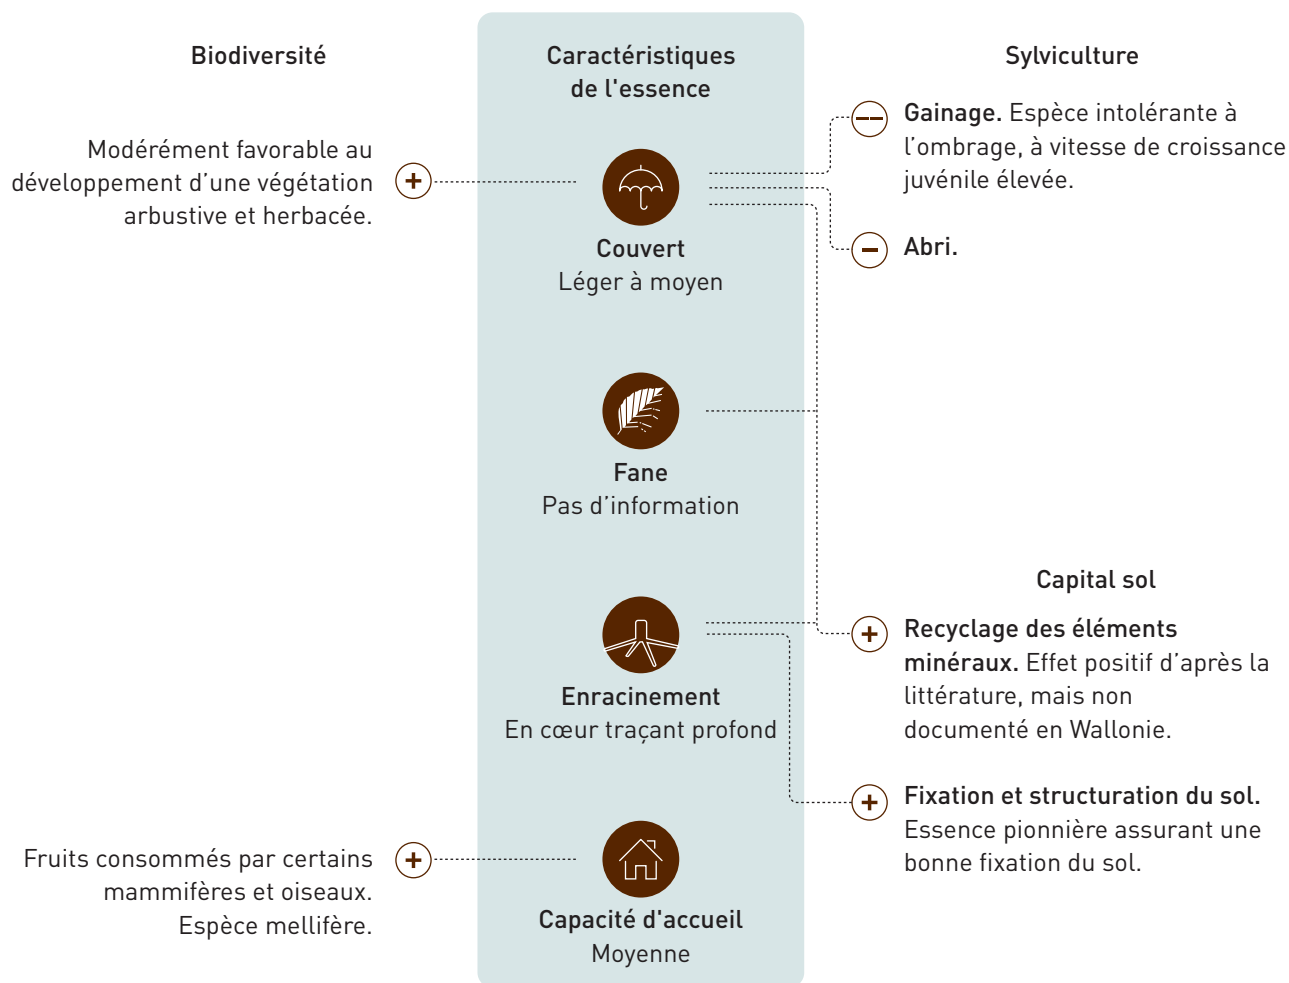 Biodiversité
Modérément favorable au
développement d’une végétation
arbustive et herbacée.
+
Fruits consommés par certains
mammifères et oiseaux.
Espèce mellifère.
+
Caractéristiques
de l'essence
Couvert
Léger à moyen
Fane
Pas d’information
Enracinement
En cœur traçant profond
Capacité d'accueil
Moyenne
Sylviculture
−−
Gainage. Espèce intolérante à
l’ombrage, à vitesse de croissance
juvénile élevée.
−
Abri.
Capital sol
+
Recyclage des éléments
minéraux. Effet positif d’après la
littérature, mais non
documenté en Wallonie.
+
Fixation et structuration du sol.
Essence pionnière assurant une
bonne fixation du sol.